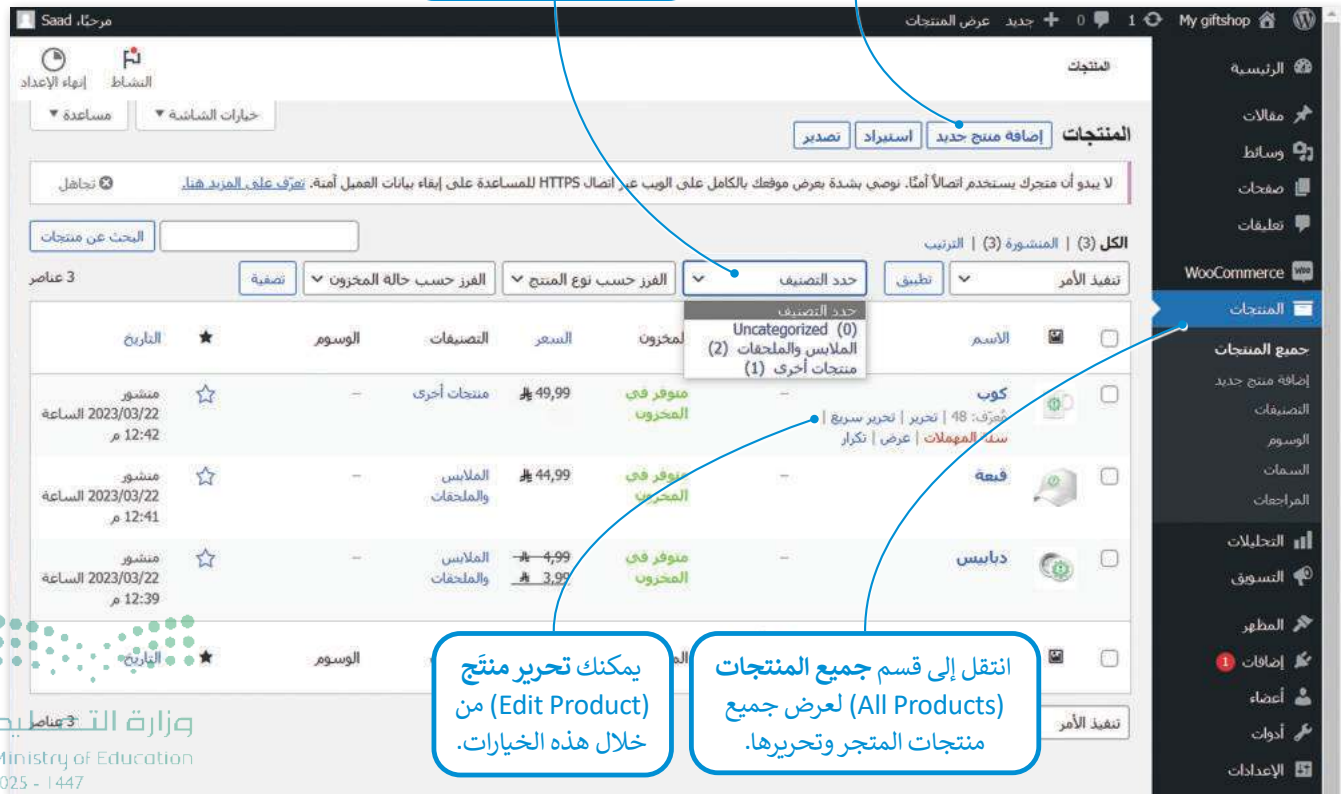 My giftshop
1
0
جديد
عرض المنتجات
مرحبًا، Saad
الرئيسية
مقالات
وسائط
صفحات
تعليقات
WooCommerce
المنتجات
جميع المنتجات
إضافة منتج جديد
التصنيفات
الوسوم
السمات
المراجعات
التحليلات
التسويق
المظهر
إضافات 1
أعضاء
أدوات
الإعدادات
المنتجات
النشاط
إنهاء الإعداد
خيارات الشاشة
مساعدة
المنتجات
إضافة منتج جديد
استيراد
تصدير
لا يبدو أن متجرك يستخدم اتصالاً آمنًا. نوصي بشدة بعرض موقعك بالكامل على الويب عبر اتصال HTTPS للمساعدة على إبقاء بيانات العميل آمنة. تعرّف على المزيد هنا.
تجاهل
الكل (3) | المنشورة (3) | الترتيب
البحث عن منتجات
تنفيذ الأمر
تطبيق
حدد التصنيف
الفرز حسب نوع المنتج
الفرز حسب حالة المخزون
تصفية
3 عناصر
حدد التصنيف
Uncategorized (0)
الملابس والملحقات (2)
منتجات أخرى (1)
الاسم
المخزون
السعر
التصنيفات
الوسوم
التاريخ
كوب
مُعرّف: 48 | تحرير | تحرير سريع |
سلة المهملات | عرض | تكرار
–
متوفر في
المخزون
49,99
منتجات أخرى
–
منشور
2023/03/22 الساعة
12:42 م
قبعة
متوفر في
المخزون
44,99
الملابس
والملحقات
–
منشور
2023/03/22 الساعة
12:41 م
دبابيس
–
متوفر في
المخزون
4,99
3,99
الملابس
والملحقات
–
منشور
2023/03/22 الساعة
12:39 م
الوسوم
التاريخ
تنفيذ الأمر
3 عناصر
انتقل إلى قسم جميع المنتجات
(All Products) لعرض جميع
منتجات المتجر وتحريرها.
يمكنك تحرير منتَج
(Edit Product) من
خلال هذه الخيارات.
وزارة التعليم
Ministry of Education
2025 - 1447